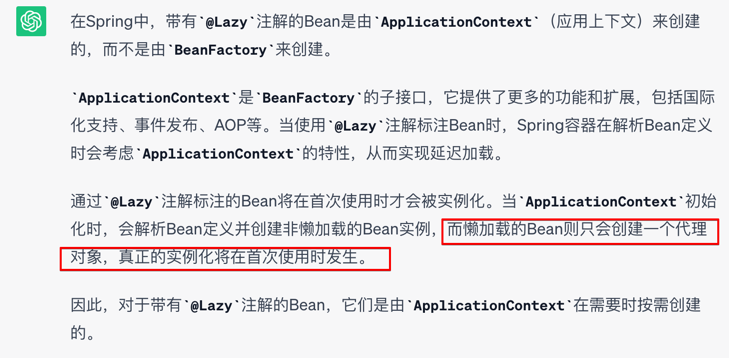 在Spring中，带有`@Lazy`注解的Bean是由`ApplicationContext`（应用上下文）来创建
的，而不是由`BeanFactory`来创建。
`ApplicationContext`是`BeanFactory`的子接口，它提供了更多的功能和扩展，包括国际
化支持、事件发布、AOP等。当使用`@Lazy`注解标注Bean时，Spring容器在解析Bean定义
时会考虑`ApplicationContext`的特性，从而实现延迟加载。
通过`@Lazy`注解标注的Bean将在首次使用时才会被实例化。当`ApplicationContext`初始
化时，会解析Bean定义并创建非懒加载的Bean实例，而懒加载的Bean则只会创建一个代理
对象，真正的实例化将在首次使用时发生。
因此，对于带有`@Lazy`注解的Bean，它们是由`ApplicationContext`在需要时按需创建
的。